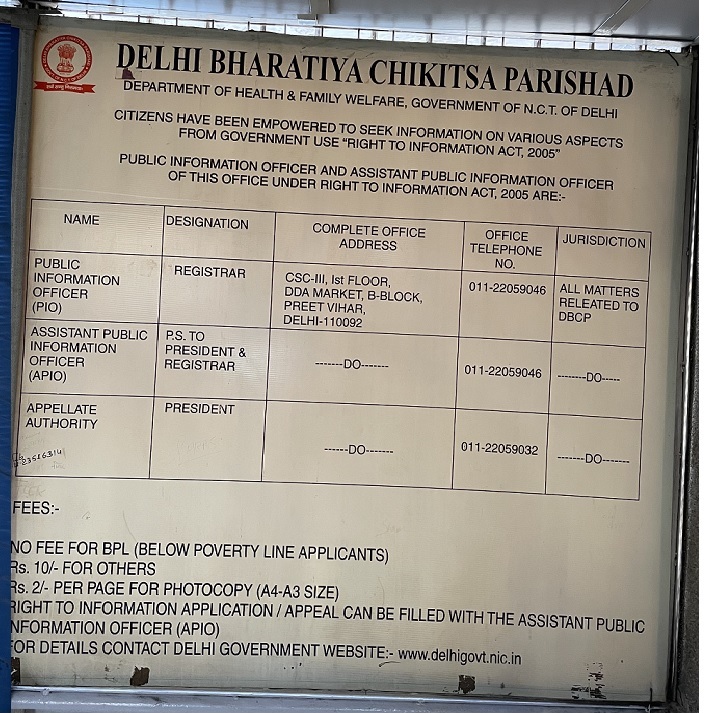 DELHI BHARATIYA CHIKITSA PARISHAD
DEPARTMENT OF HEALTH & FAMILY WELFARE, GOVERNMENT OF N.C.T. OF DELHI
CITIZENS HAVE BEEN EMPOWERED TO SEEK INFORMATION ON VARIOUS ASPECTS
FROM GOVERNMENT USE "RIGHT TO INFORMATION ACT, 2005"
PUBLIC INFORMATION OFFICER AND ASSISTANT PUBLIC INFORMATION OFFICER
OF THIS OFFICE UNDER RIGHT TO INFORMATION ACT, 2005 ARE:-
NAME
DESIGNATION
COMPLETE OFFICE
ADDRESS
OFFICE
TELEPHONE
NO.
JURISDICTION
PUBLIC
INFORMATION
OFFICER
(PIO)
REGISTRAR
CSC-III, Ist FLOOR,
DDA MARKET, B-BLOCK,
PREET VIHAR,
DELHI-110092
011-22059046
ALL MATTERS
RELEATED TO
DBCP
ASSISTANT PUBLIC
INFORMATION
OFFICER
(APIO)
P.S. TO
PRESIDENT &
REGISTRAR
-------DO-------
011-22059046
--------DO-----
APPELLATE
AUTHORITY
PRESIDENT
------DO-------
011-22059032
-------DO-------
FEES:-
NO FEE FOR BPL (BELOW POVERTY LINE APPLICANTS)
Rs. 10/- FOR OTHERS
Rs. 2/- PER PAGE FOR PHOTOCOPY (A4-A3 SIZE)
RIGHT TO INFORMATION APPLICATION / APPEAL CAN BE FILLED WITH THE ASSISTANT PUBLIC
INFORMATION OFFICER (APIO)
FOR DETAILS CONTACT DELHI GOVERNMENT WEBSITE:- www.delhigovt.nic.in